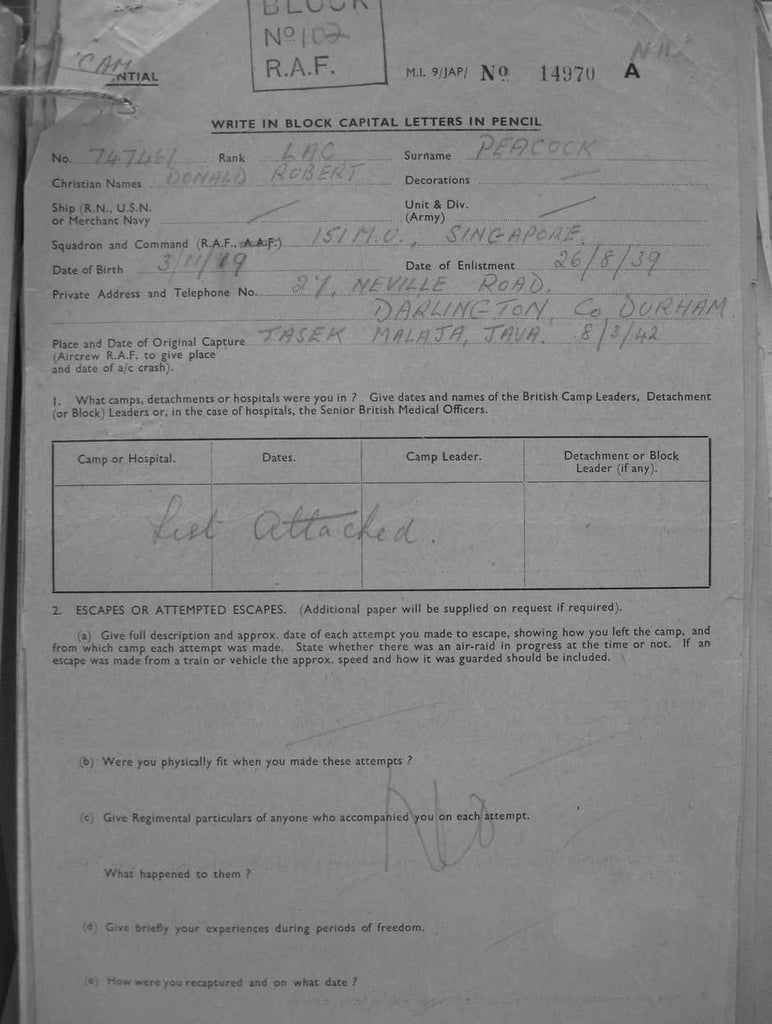 BLOCK
Nº 102
R.A.F.
NTIAL
M.I. 9/JAP/ Nº 14970 A
WRITE IN BLOCK CAPITAL LETTERS IN PENCIL
No. 747461 Rank LAC Surname PEACOCK
Christian Names DONALD ROBERT Decorations —
Ship (R.N., U.S.N. Unit & Div.
or Merchant Navy (Army)
Squadron and Command (R.A.F., A.A.F.) 151 M.U., SINGAPORE.
Date of Birth 3/11/19 Date of Enlistment 26/8/39
Private Address and Telephone No. 27, NEVILLE ROAD,
DARLINGTON, Co DURHAM
Place and Date of Original Capture TASEK MALAJA, JAVA. 8/3/42
(Aircrew R.A.F. to give place
and date of a/c crash).
1. What camps, detachments or hospitals were you in ? Give dates and names of the British Camp Leaders, Detachment
(or Block) Leaders or, in the case of hospitals, the Senior British Medical Officers.
Camp or Hospital. Dates. Camp Leader. Detachment or Block
Leader (if any).
List Attached.
2. ESCAPES OR ATTEMPTED ESCAPES. (Additional paper will be supplied on request if required).
(a) Give full description and approx. date of each attempt you made to escape, showing how you left the camp, and
from which camp each attempt was made. State whether there was an air-raid in progress at the time or not. If an
escape was made from a train or vehicle the approx. speed and how it was guarded should be included.
(b) Were you physically fit when you made these attempts ?
(c) Give Regimental particulars of anyone who accompanied you on each attempt.
No
What happened to them ?
(d) Give briefly your experiences during periods of freedom.
(e) How were you recaptured and on what date ?